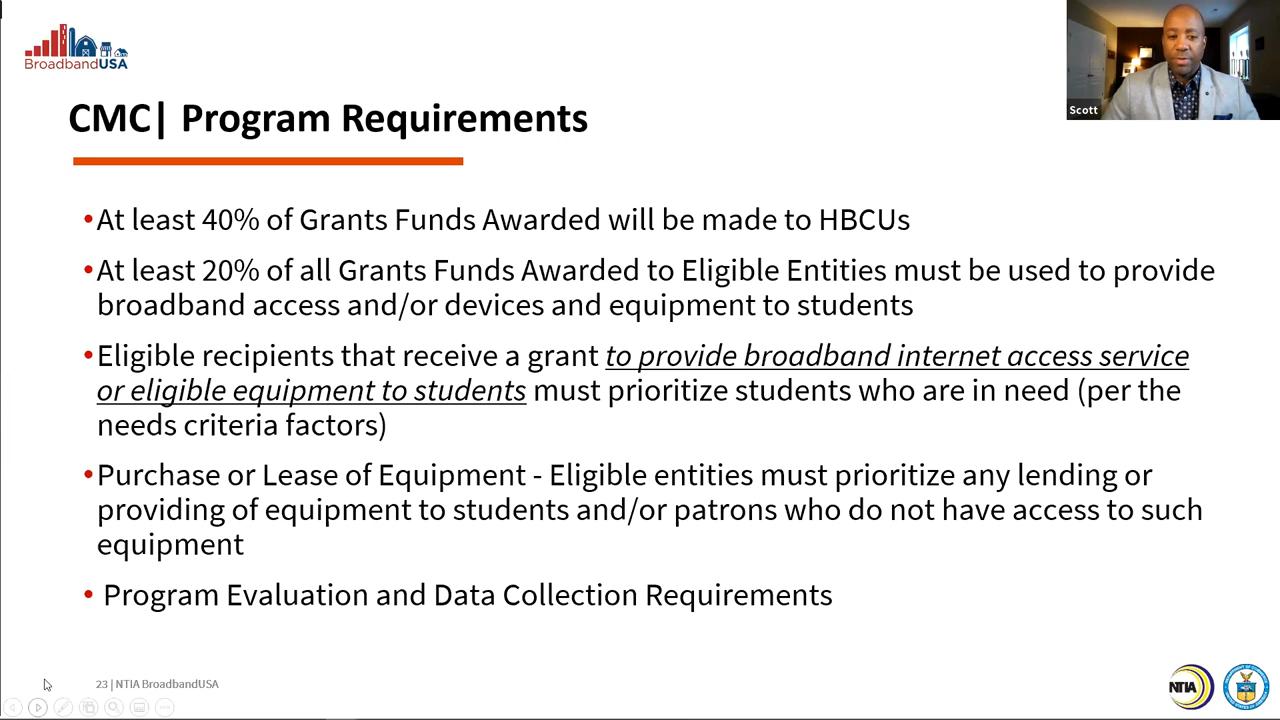 BroadbandUSA
Scott
CMC| Program Requirements
•At least 40% of Grants Funds Awarded will be made to HBCUs
•At least 20% of all Grants Funds Awarded to Eligible Entities must be used to provide
broadband access and/or devices and equipment to students
•Eligible recipients that receive a grant to provide broadband internet access service
or eligible equipment to students must prioritize students who are in need (per the
needs criteria factors)
•Purchase or Lease of Equipment - Eligible entities must prioritize any lending or
providing of equipment to students and/or patrons who do not have access to such
equipment
• Program Evaluation and Data Collection Requirements
23 | NTIA BroadbandUSA
NTIA